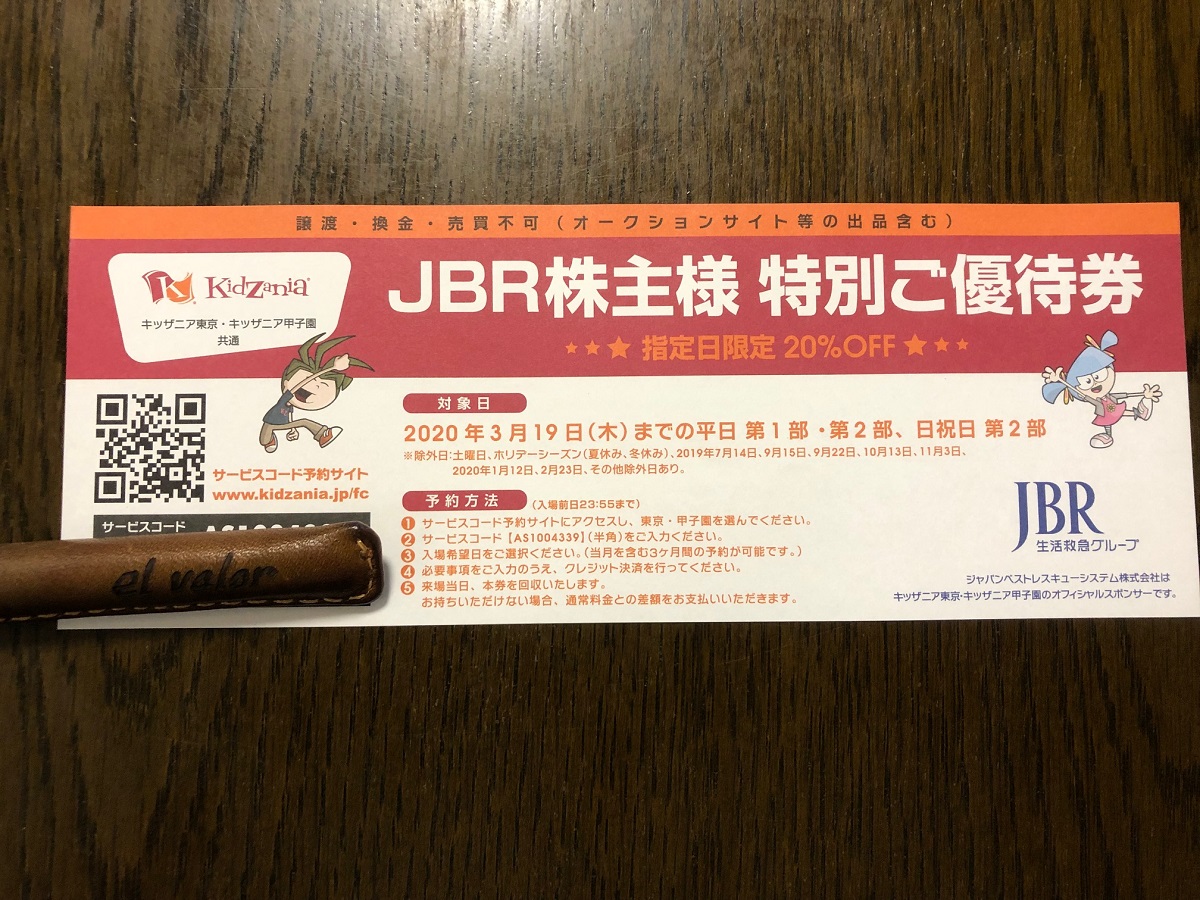 譲渡・換金・売買不可(オークションサイト等の出品含む)
KidZania
キッザニア東京・キッザニア甲子園
共通
JBR株主様 特別ご優待券
★★★ 指定日限定 20%OFF ★★★
サービスコード予約サイト
www.kidzania.jp/fc
サービスコード
対象日
2020年3月19日(木)までの平日 第1部・第2部、日祝日 第2部
※除外日:土曜日、ホリデーシーズン(夏休み、冬休み)、2019年7月14日、9月15日、9月22日、10月13日、11月3日、
2020年1月12日、2月23日、その他除外日あり。
予約方法 (入場前日23:55まで)
① サービスコード予約サイトにアクセスし、東京・甲子園を選んでください。
② サービスコード【AS1004339】(半角)をご入力ください。
③ 入場希望日をご選択ください。(当月を含む3ヶ月間の予約が可能です。)
④ 必要事項をご入力のうえ、クレジット決済を行ってください。
⑤ 来場当日、本券を回収いたします。
お持ちいただけない場合、通常料金との差額をお支払いいただきます。
JBR
生活救急グループ
ジャパンベストレスキューシステム株式会社は
キッザニア東京・キッザニア甲子園のオフィシャルスポンサーです。
el valor